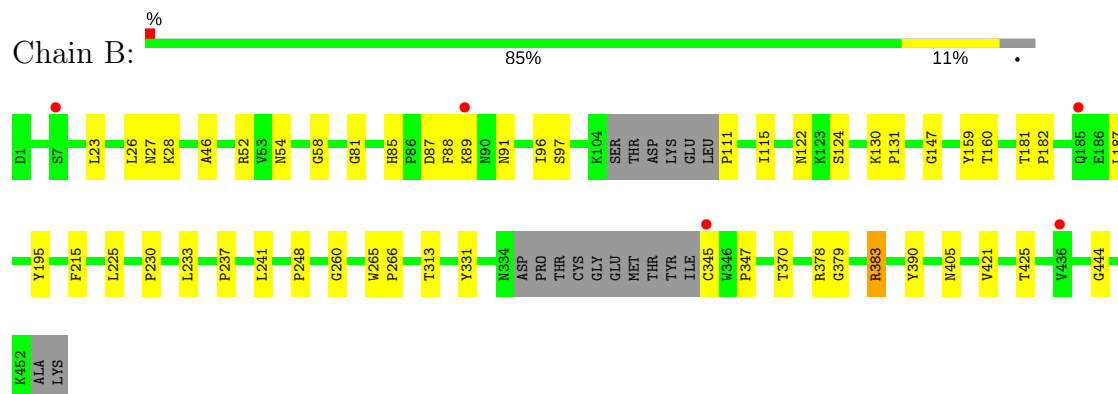 %
Chain B:
85% 11% •
D1 S7 L23 L26 N27 K28 A46 R52 V53 N54 G58 G81 H85 P86 D87 F88 K89 N90 N91 I96 S97 K104 SER THR ASP LYS GLU LEU P111 I115 N122 K123 S124 K130 P131 G147 Y159 T160 T181 P182 Q185 E186
Y195 F215 L225 P230 L233 P237 L241 P248 G260 W265 P266 T313 Y331 N334 ASP PRO THR CYS GLY GLU MET THR TYR ILE C345 W346 P347 T370 R378 G379 R383 Y390 N405 V421 T425 V436 G444
K452 ALA LYS